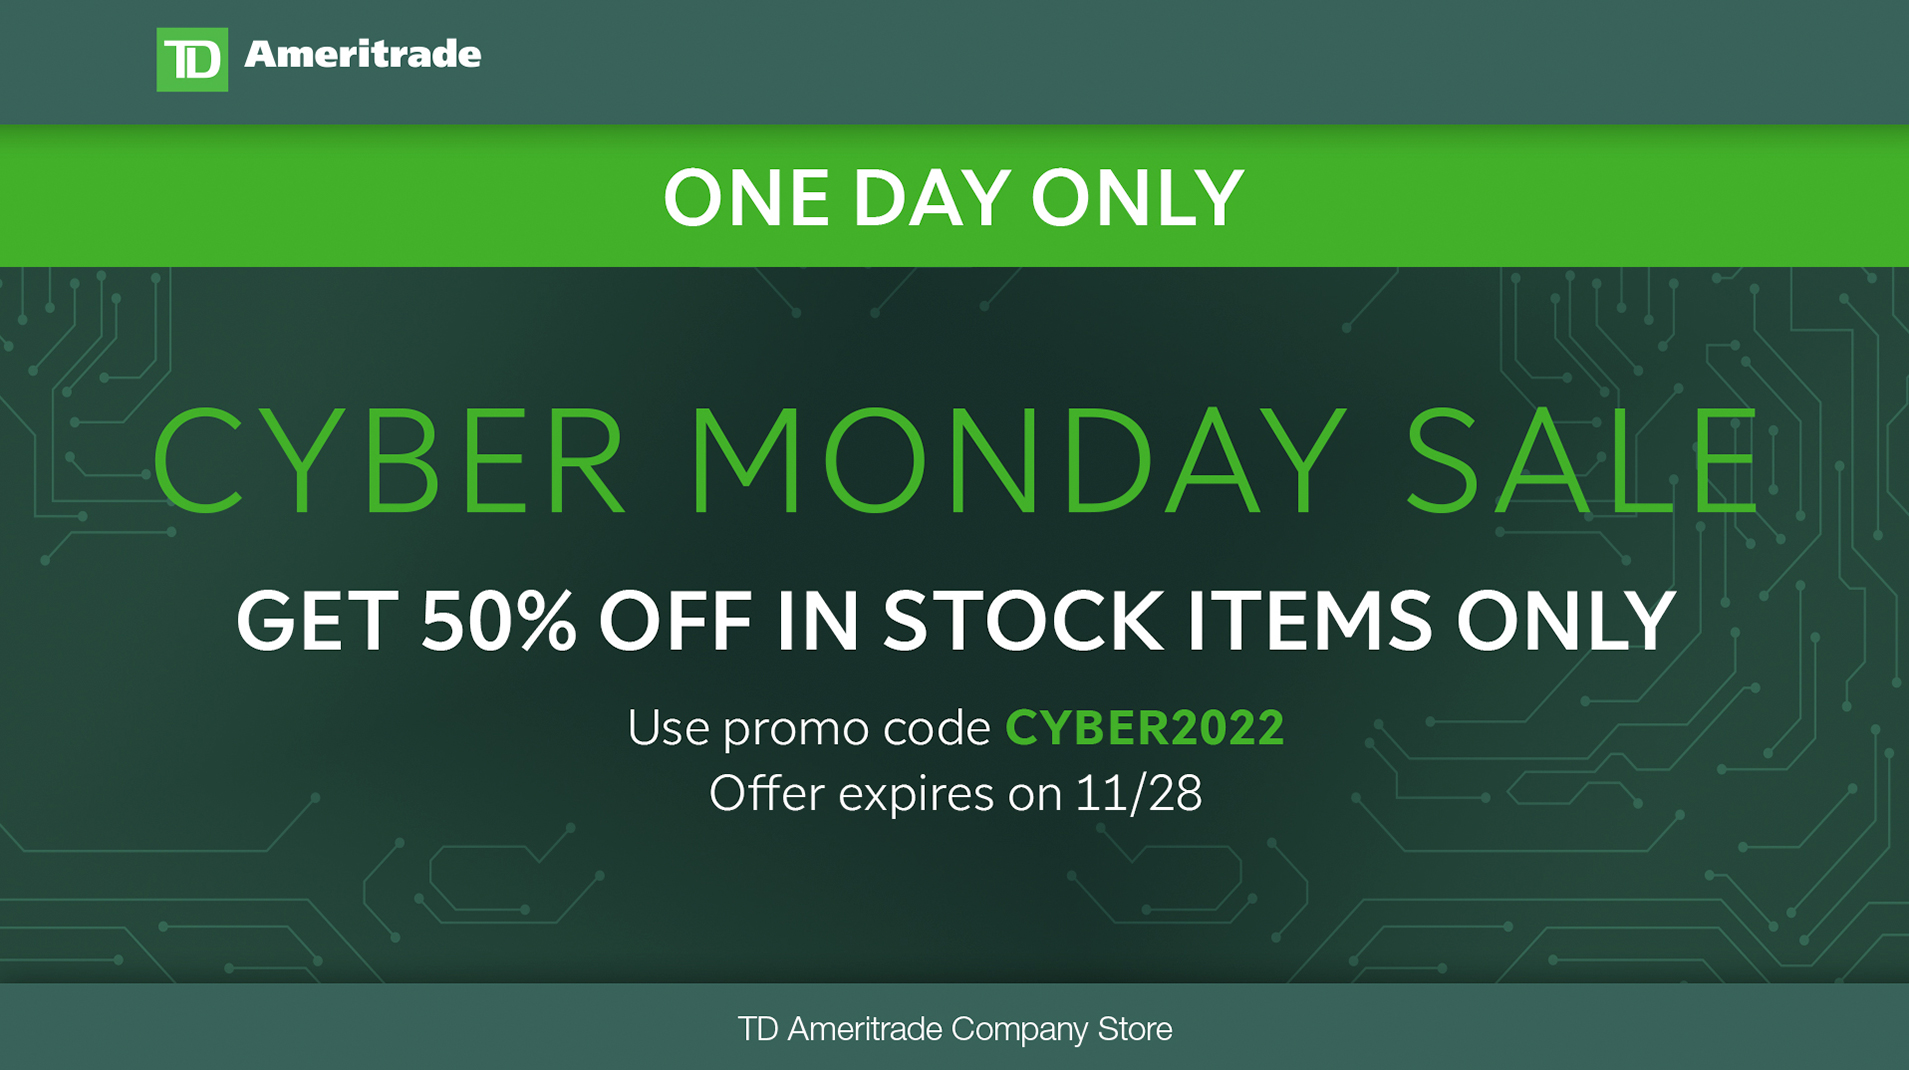 TD Ameritrade
ONE DAY ONLY
CYBER MONDAY SALE
GET 50% OFF IN STOCK ITEMS ONLY
Use promo code CYBER2022
Offer expires on 11/28
TD Ameritrade Company Store